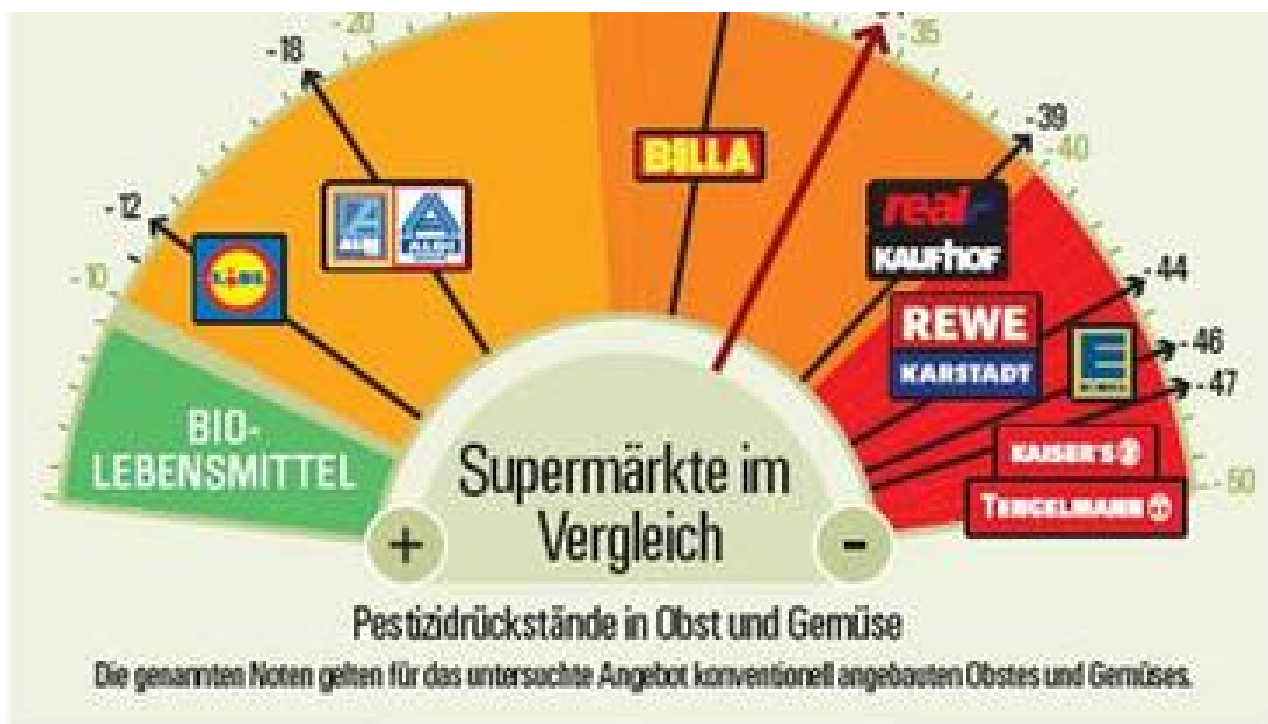 -20
-35
-18
-39
-40
BILLA
-12
real,-
KAUFHOF
LIDL
ALDI
-10
-44
REWE
KARSTADT
E
-46
-47
BIO-
LEBENSMITTEL
Supermärkte im
Vergleich
KAISER'S
-50
TENGELMANN
+
-
Pestizidrückstände in Obst und Gemüse
Die genannten Noten gelten für das untersuchte Angebot konventionell angebauten Obstes und Gemüses.